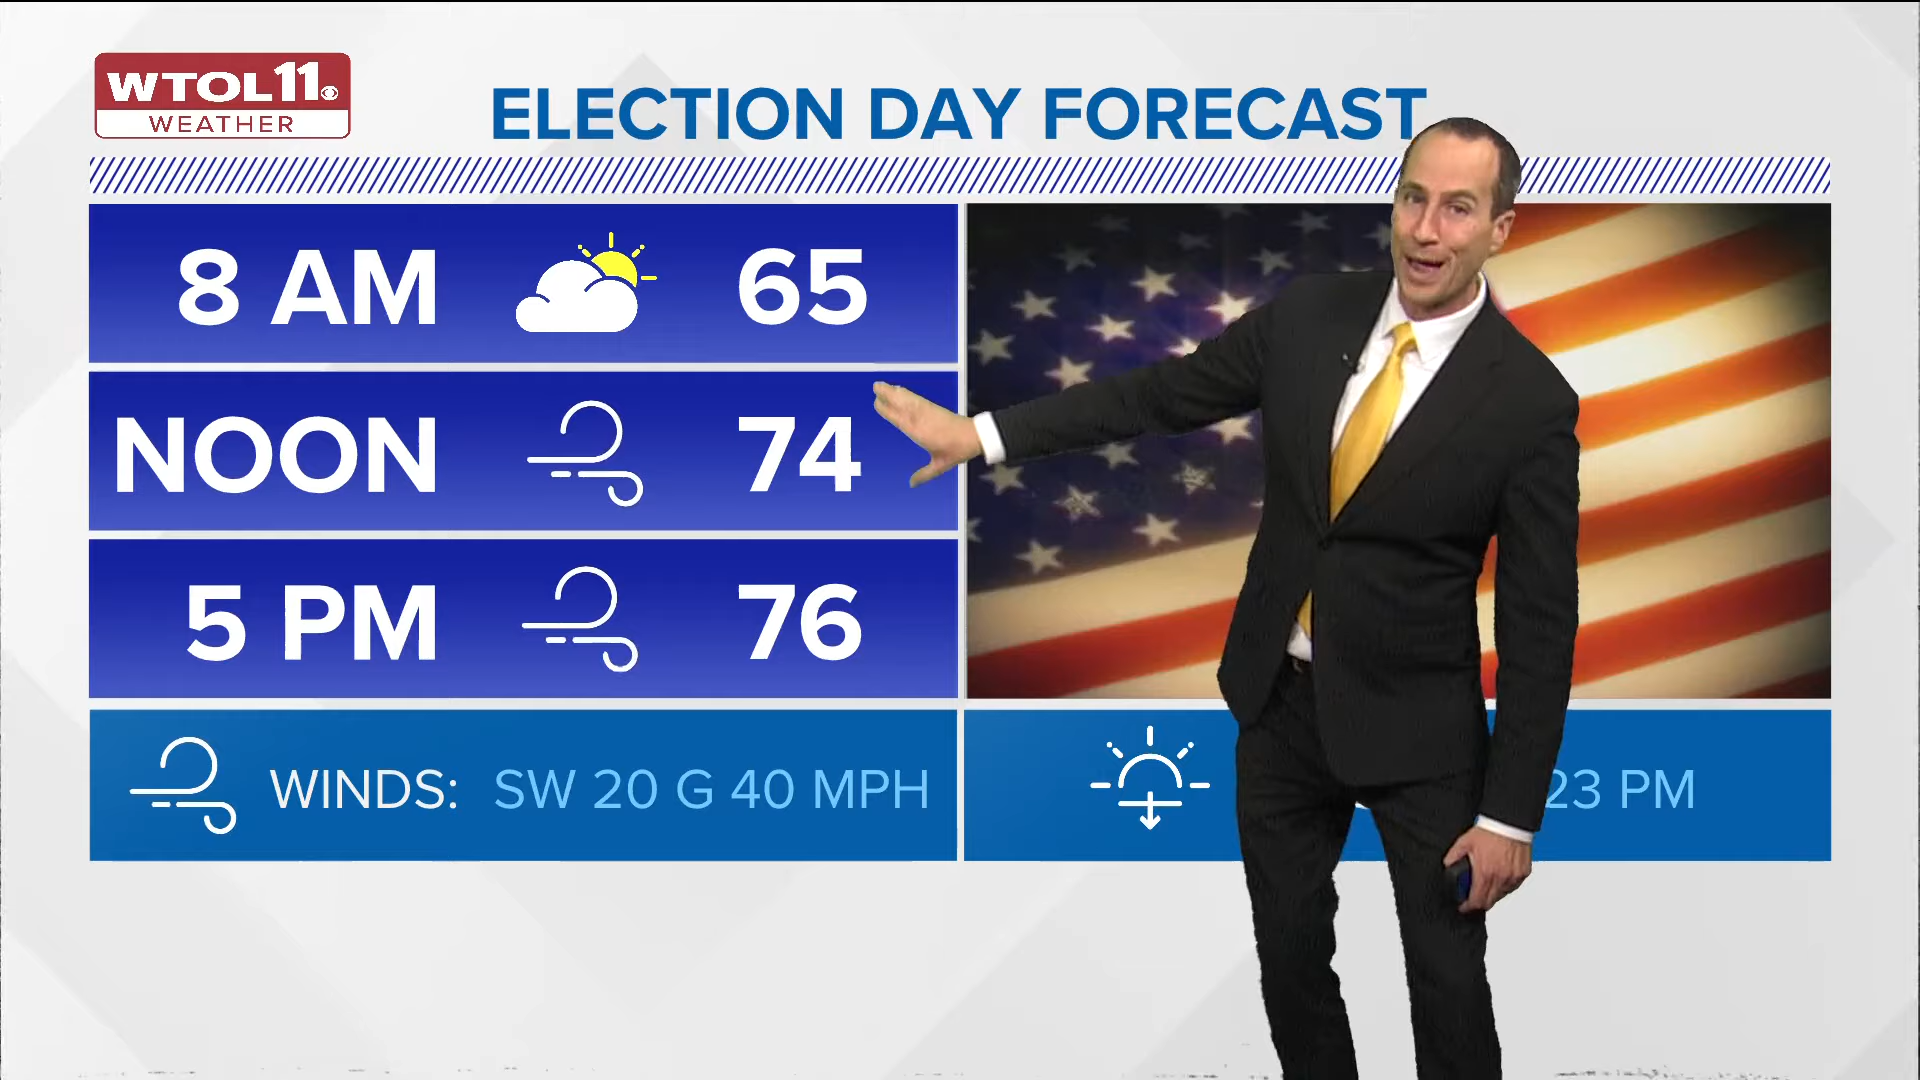 WTOL11
WEATHER
ELECTION DAY FORECAST
8 AM 65
NOON 74
5 PM 76
WINDS: SW 20 G 40 MPH
23 PM